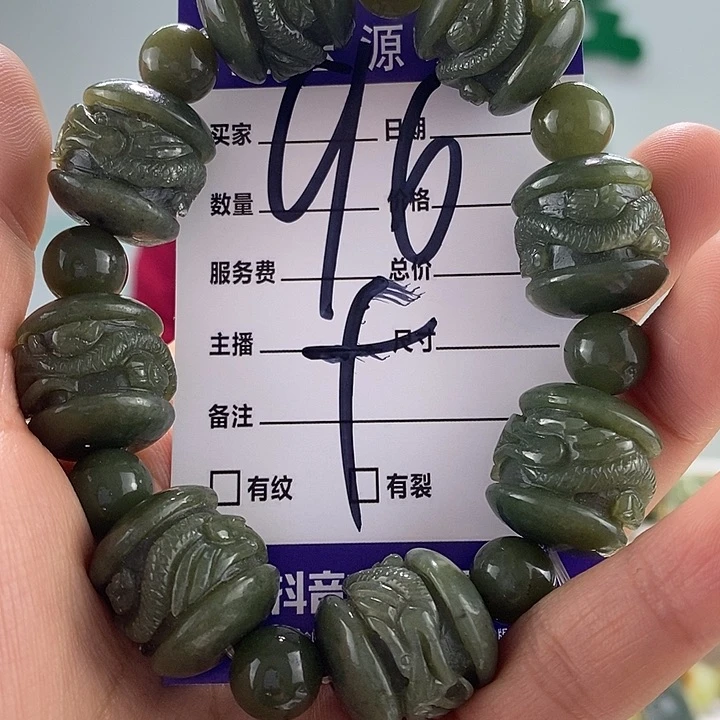 源
买家 日期
96
数量 价格
服务费 总价
F
主播 尺寸
备注
有纹 有裂
抖音